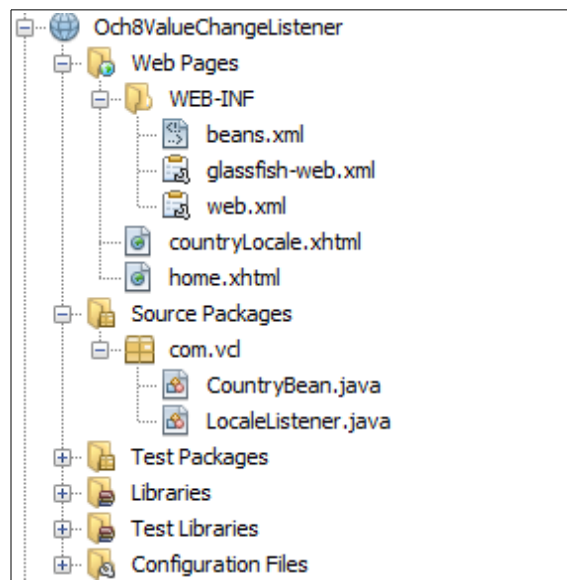 Och8ValueChangeListener
Web Pages
WEB-INF
beans.xml
glassfish-web.xml
web.xml
countryLocale.xhtml
home.xhtml
Source Packages
com.vcl
CountryBean.java
LocaleListener.java
Test Packages
Libraries
Test Libraries
Configuration Files